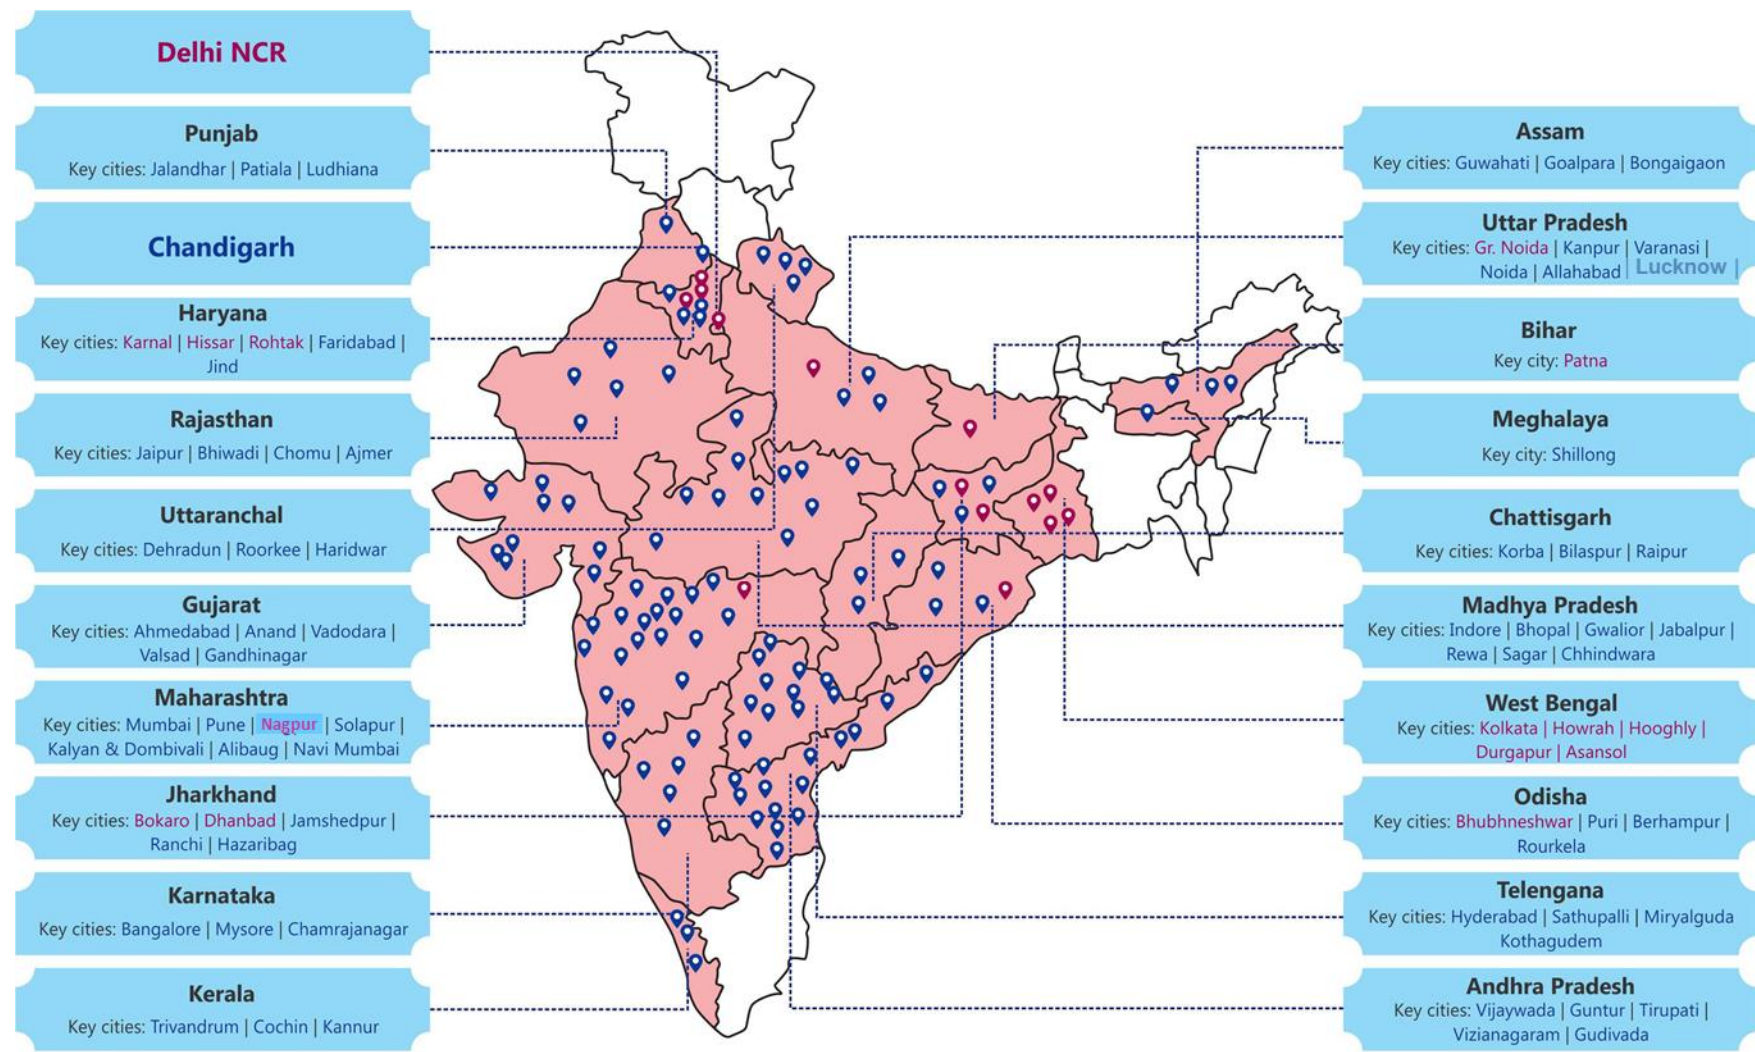 Delhi NCR
Punjab
Key cities: Jalandhar | Patiala | Ludhiana
Chandigarh
Haryana
Key cities: Karnal | Hissar | Rohtak | Faridabad |
Jind
Rajasthan
Key cities: Jaipur | Bhiwadi | Chomu | Ajmer
Uttaranchal
Key cities: Dehradun | Roorkee | Haridwar
Gujarat
Key cities: Ahmedabad | Anand | Vadodara |
Valsad | Gandhinagar
Maharashtra
Key cities: Mumbai | Pune | Nagpur | Solapur |
Kalyan & Dombivali | Alibaug | Navi Mumbai
Jharkhand
Key cities: Bokaro | Dhanbad | Jamshedpur |
Ranchi | Hazaribag
Karnataka
Key cities: Bangalore | Mysore | Chamrajanagar
Kerala
Key cities: Trivandrum | Cochin | Kannur
Assam
Key cities: Guwahati | Goalpara | Bongaigaon
Uttar Pradesh
Key cities: Gr. Noida | Kanpur | Varanasi |
Noida | Allahabad | Lucknow |
Bihar
Key city: Patna
Meghalaya
Key city: Shillong
Chattisgarh
Key cities: Korba | Bilaspur | Raipur
Madhya Pradesh
Key cities: Indore | Bhopal | Gwalior | Jabalpur |
Rewa | Sagar | Chhindwara
West Bengal
Key cities: Kolkata | Howrah | Hooghly |
Durgapur | Asansol
Odisha
Key cities: Bhubhneshwar | Puri | Berhampur |
Rourkela
Telengana
Key cities: Hyderabad | Sathupalli | Miryalguda
Kothagudem
Andhra Pradesh
Key cities: Vijaywada | Guntur | Tirupati |
Vizianagaram | Gudivada